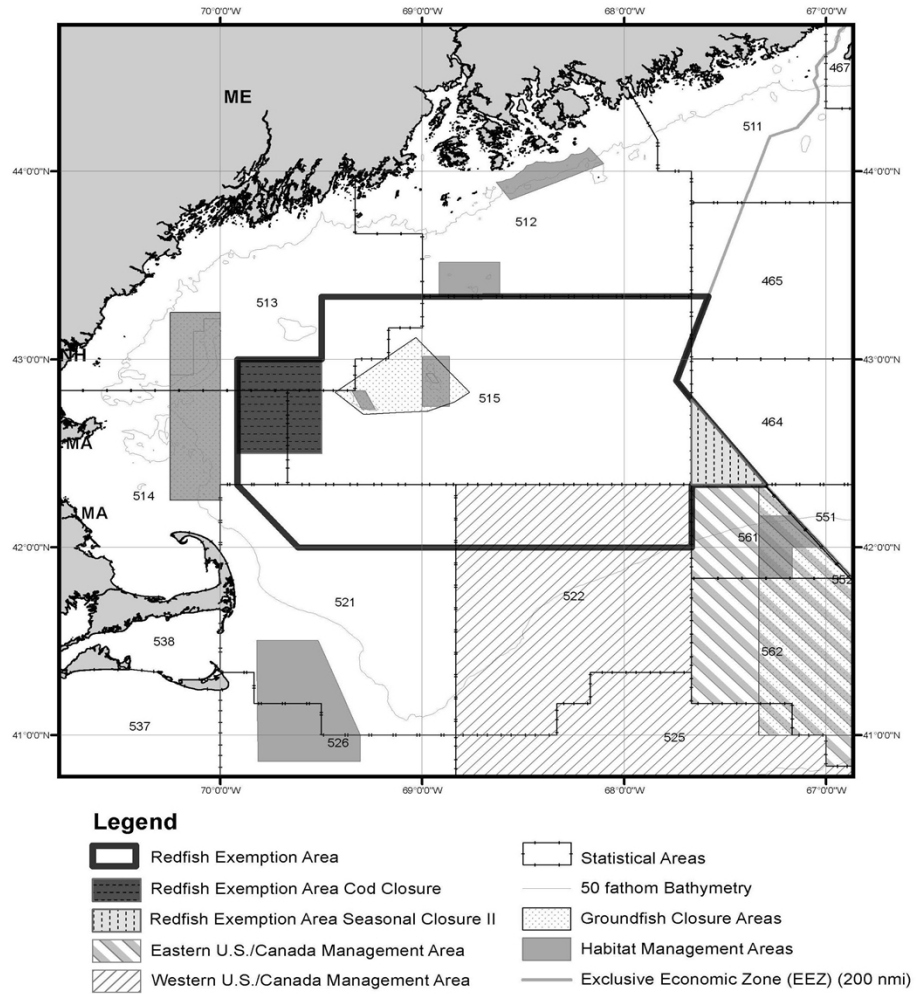 70°0'0"W 69°0'0"W 68°0'0"W 67°0'0"W
467
ME
511
44°0'0"N 44°0'0"N
512
465
513
43°0'0"N 43°0'0"N
NH
515
464
MA
514
MA
551
561
42°0'0"N 42°0'0"N
552
521
522
538
562
537
41°0'0"N 41°0'0"N
526
525
70°0'0"W 69°0'0"W 68°0'0"W 67°0'0"W
Legend
Redfish Exemption Area
Redfish Exemption Area Cod Closure
Redfish Exemption Area Seasonal Closure II
Eastern U.S./Canada Management Area
Western U.S./Canada Management Area
Statistical Areas
50 fathom Bathymetry
Groundfish Closure Areas
Habitat Management Areas
Exclusive Economic Zone (EEZ) (200 nmi)